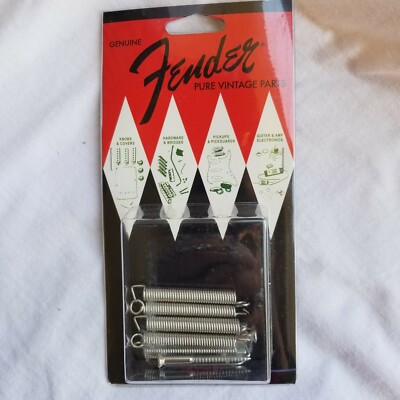 GENUINE
Fender
PURE VINTAGE PARTS
KNOBS
& COVERS
HARDWARE
& BRIDGES
PICKUPS
& PICKGUARDS
GUITAR & AMP
ELECTRONICS